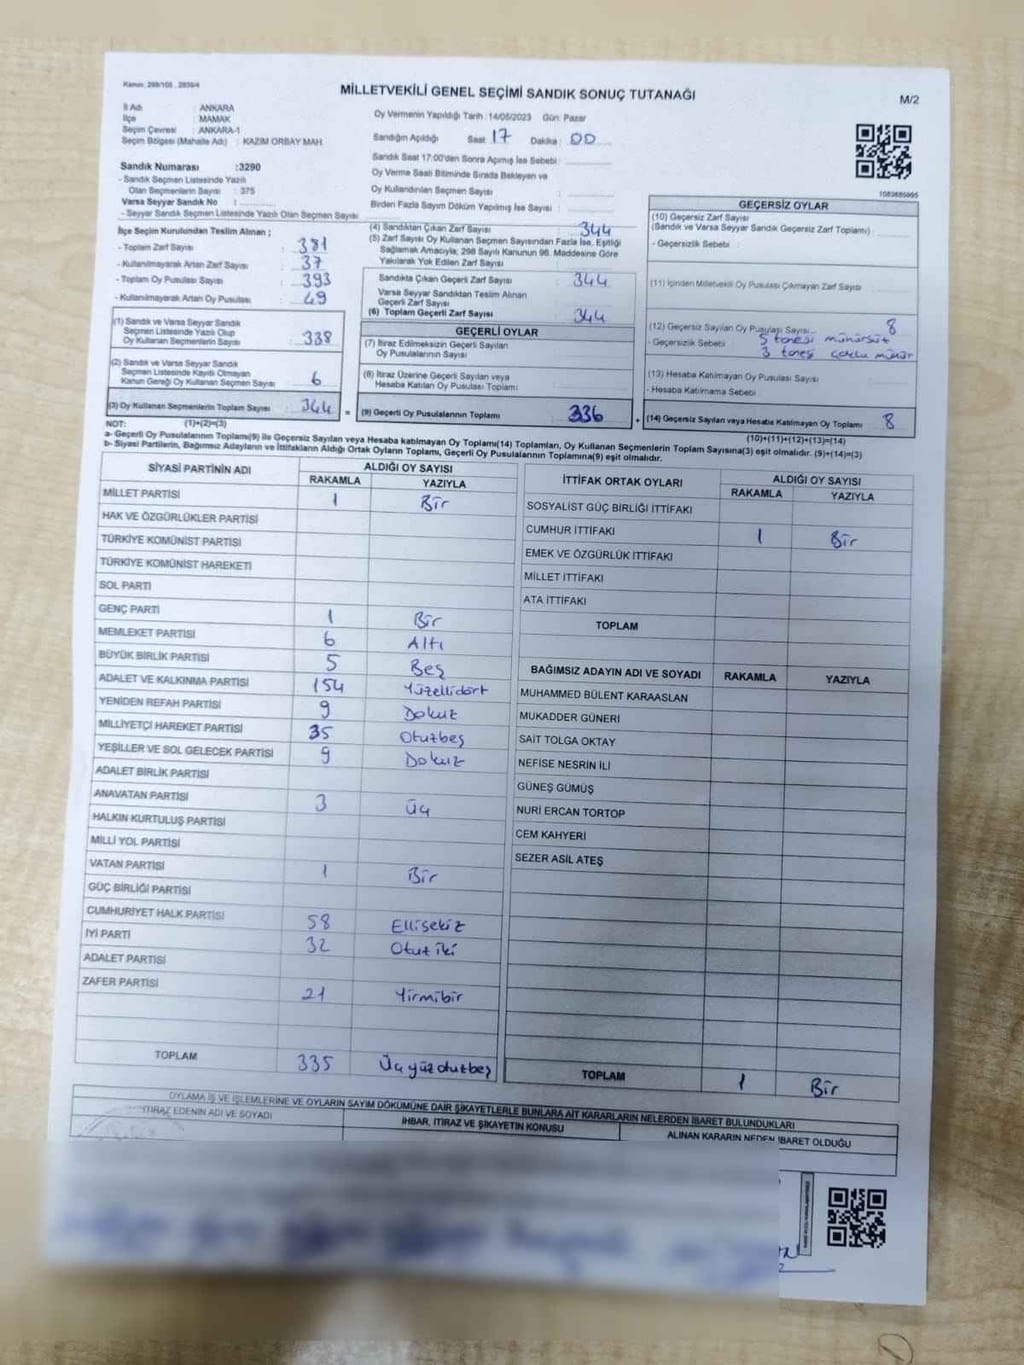 Kanun: 298/105 , 2839/4
MİLLETVEKİLİ GENEL SEÇİMİ SANDIK SONUÇ TUTANAĞI
M/2
İl Adı : ANKARA
İlçe : MAMAK
Seçim Çevresi : ANKARA-1
Seçim Bölgesi (Mahalle Adı) : KAZIM ORBAY MAH.
Oy Vermenin Yapıldığı Tarih : 14/05/2023 Gün: Pazar
Sandığın Açıldığı Saat : 17 Dakika : 00
Sandık Saat 17:00'den Sonra Açılmış İse Sebebi :
Oy Verme Saati Bitiminde Sırada Bekleyen ve
Oy Kullandırılan Seçmen Sayısı :
Birden Fazla Sayım Döküm Yapılmış İse Sayısı :
Sandık Numarası :3290
- Sandık Seçmen Listesinde Yazılı
Olan Seçmenlerin Sayısı : 375
Varsa Seyyar Sandık No :
- Seyyar Sandık Seçmen Listesinde Yazılı Olan Seçmen Sayısı
İlçe Seçim Kurulundan Teslim Alınan ;
- Toplam Zarf Sayısı : 381
- Kullanılmayarak Artan Zarf Sayısı : 37
- Toplam Oy Pusulası Sayısı : 393
- Kullanılmayarak Artan Oy Pusulası : 49
(1) Sandık ve Varsa Seyyar Sandık
Seçmen Listesinde Yazılı Olup
Oy Kullanan Seçmenlerin Sayısı : 338
(2) Sandık ve Varsa Seyyar Sandık
Seçmen Listesinde Kayıtlı Olmayan
Kanun Gereği Oy Kullanan Seçmen Sayısı : 6
(3) Oy Kullanan Seçmenlerin Toplam Sayısı : 344
(4) Sandıktan Çıkan Zarf Sayısı : 344
(5) Zarf Sayısı Oy Kullanan Seçmen Sayısından Fazla İse, Eşitliği
Sağlamak Amacıyla; 298 Sayılı Kanunun 98. Maddesine Göre
Yakılarak Yok Edilen Zarf Sayısı :
Sandıkta Çıkan Geçerli Zarf Sayısı : 344
Varsa Seyyar Sandıktan Teslim Alınan
Geçerli Zarf Sayısı :
(6) Toplam Geçerli Zarf Sayısı : 344
GEÇERLİ OYLAR
(7) İtiraz Edilmeksizin Geçerli Sayılan
Oy Pusulalarının Sayısı :
(8) İtiraz Üzerine Geçerli Sayılan veya
Hesaba Katılan Oy Pusulası Toplamı :
= (9) Geçerli Oy Pusulalarının Toplamı : 336
1083685995
GEÇERSİZ OYLAR
(10) Geçersiz Zarf Sayısı
(Sandık ve Varsa Seyyar Sandık Geçersiz Zarf Toplamı) :
- Geçersizlik Sebebi :
(11) İçinden Milletvekili Oy Pusulası Çıkmayan Zarf Sayısı :
(12) Geçersiz Sayılan Oy Pusulası Sayısı : 8
- Geçersizlik Sebebi 5 tanesi mühürsüz
3 tanesi çoklu mühür
(13) Hesaba Katılmayan Oy Pusulası Sayısı :
- Hesaba Katılmama Sebebi :
+ (14) Geçersiz Sayılan veya Hesaba Katılmayan Oy Toplamı : 8
NOT: (1)+(2)=(3)
(10)+(11)+(12)+(13)=(14)
a- Geçerli Oy Pusulalarının Toplamı(9) ile Geçersiz Sayılan veya Hesaba katılmayan Oy Toplamı(14) Toplamları, Oy Kullanan Seçmenlerin Toplam Sayısına(3) eşit olmalıdır. (9)+(14)=(3)
b- Siyasi Partilerin, Bağımsız Adayların ve İttifakların Aldığı Ortak Oyların Toplamı, Geçerli Oy Pusulalarının Toplamına(9) eşit olmalıdır.
SİYASİ PARTİNİN ADI ALDIĞI OY SAYISI
RAKAMLA YAZIYLA
MİLLET PARTİSİ 1 Bir
HAK VE ÖZGÜRLÜKLER PARTİSİ
TÜRKİYE KOMÜNİST PARTİSİ
TÜRKİYE KOMÜNİST HAREKETİ
SOL PARTİ
GENÇ PARTİ 1 Bir
MEMLEKET PARTİSİ 6 Altı
BÜYÜK BİRLİK PARTİSİ 5 Beş
ADALET VE KALKINMA PARTİSİ 154 Yüzellidört
YENİDEN REFAH PARTİSİ 9 Dokuz
MİLLİYETÇİ HAREKET PARTİSİ 35 Otuzbeş
YEŞİLLER VE SOL GELECEK PARTİSİ 9 Dokuz
ADALET BİRLİK PARTİSİ
ANAVATAN PARTİSİ 3 Üç
HALKIN KURTULUŞ PARTİSİ
MİLLİ YOL PARTİSİ
VATAN PARTİSİ 1 Bir
GÜÇ BİRLİĞİ PARTİSİ
CUMHURİYET HALK PARTİSİ 58 Ellisekiz
İYİ PARTİ 32 Otuziki
ADALET PARTİSİ
ZAFER PARTİSİ 21 Yirmibir
TOPLAM 335 Üçyüzotuzbeş
İTTİFAK ORTAK OYLARI ALDIĞI OY SAYISI
RAKAMLA YAZIYLA
SOSYALİST GÜÇ BİRLİĞİ İTTİFAKI
CUMHUR İTTİFAKI 1 Bir
EMEK VE ÖZGÜRLÜK İTTİFAKI
MİLLET İTTİFAKI
ATA İTTİFAKI
TOPLAM
BAĞIMSIZ ADAYIN ADI VE SOYADI RAKAMLA YAZIYLA
MUHAMMED BÜLENT KARAASLAN
MUKADDER GÜNERİ
SAİT TOLGA OKTAY
NEFİSE NESRİN İLİ
GÜNEŞ GÜMÜŞ
NURİ ERCAN TORTOP
CEM KAHYERİ
SEZER ASİL ATEŞ
TOPLAM 1 Bir
OYLAMA İŞ VE İŞLEMLERİNE VE OYLARIN SAYIM DÖKÜMÜNE DAİR ŞİKAYETLERLE BUNLARA AİT KARARLARIN NELERDEN İBARET BULUNDUKLARI
İTİRAZ EDENİN ADI VE SOYADI İHBAR, İTİRAZ VE ŞİKAYETİN KONUSU ALINAN KARARIN NEDEN İBARET OLDUĞU